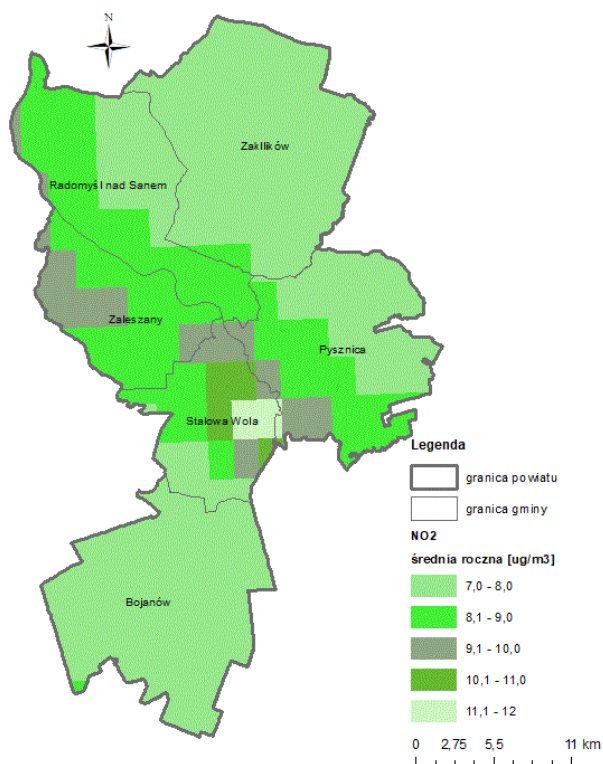 N
Zaklików
Radomyśl nad Sanem
Zaleszany
Pysznica
Stalowa Wola
Bojanów
Legenda
granica powiatu
granica gminy
NO2
średnia roczna [ug/m3]
7,0 - 8,0
8,1 - 9,0
9,1 - 10,0
10,1 - 11,0
11,1 - 12
0 2,75 5,5 11 km